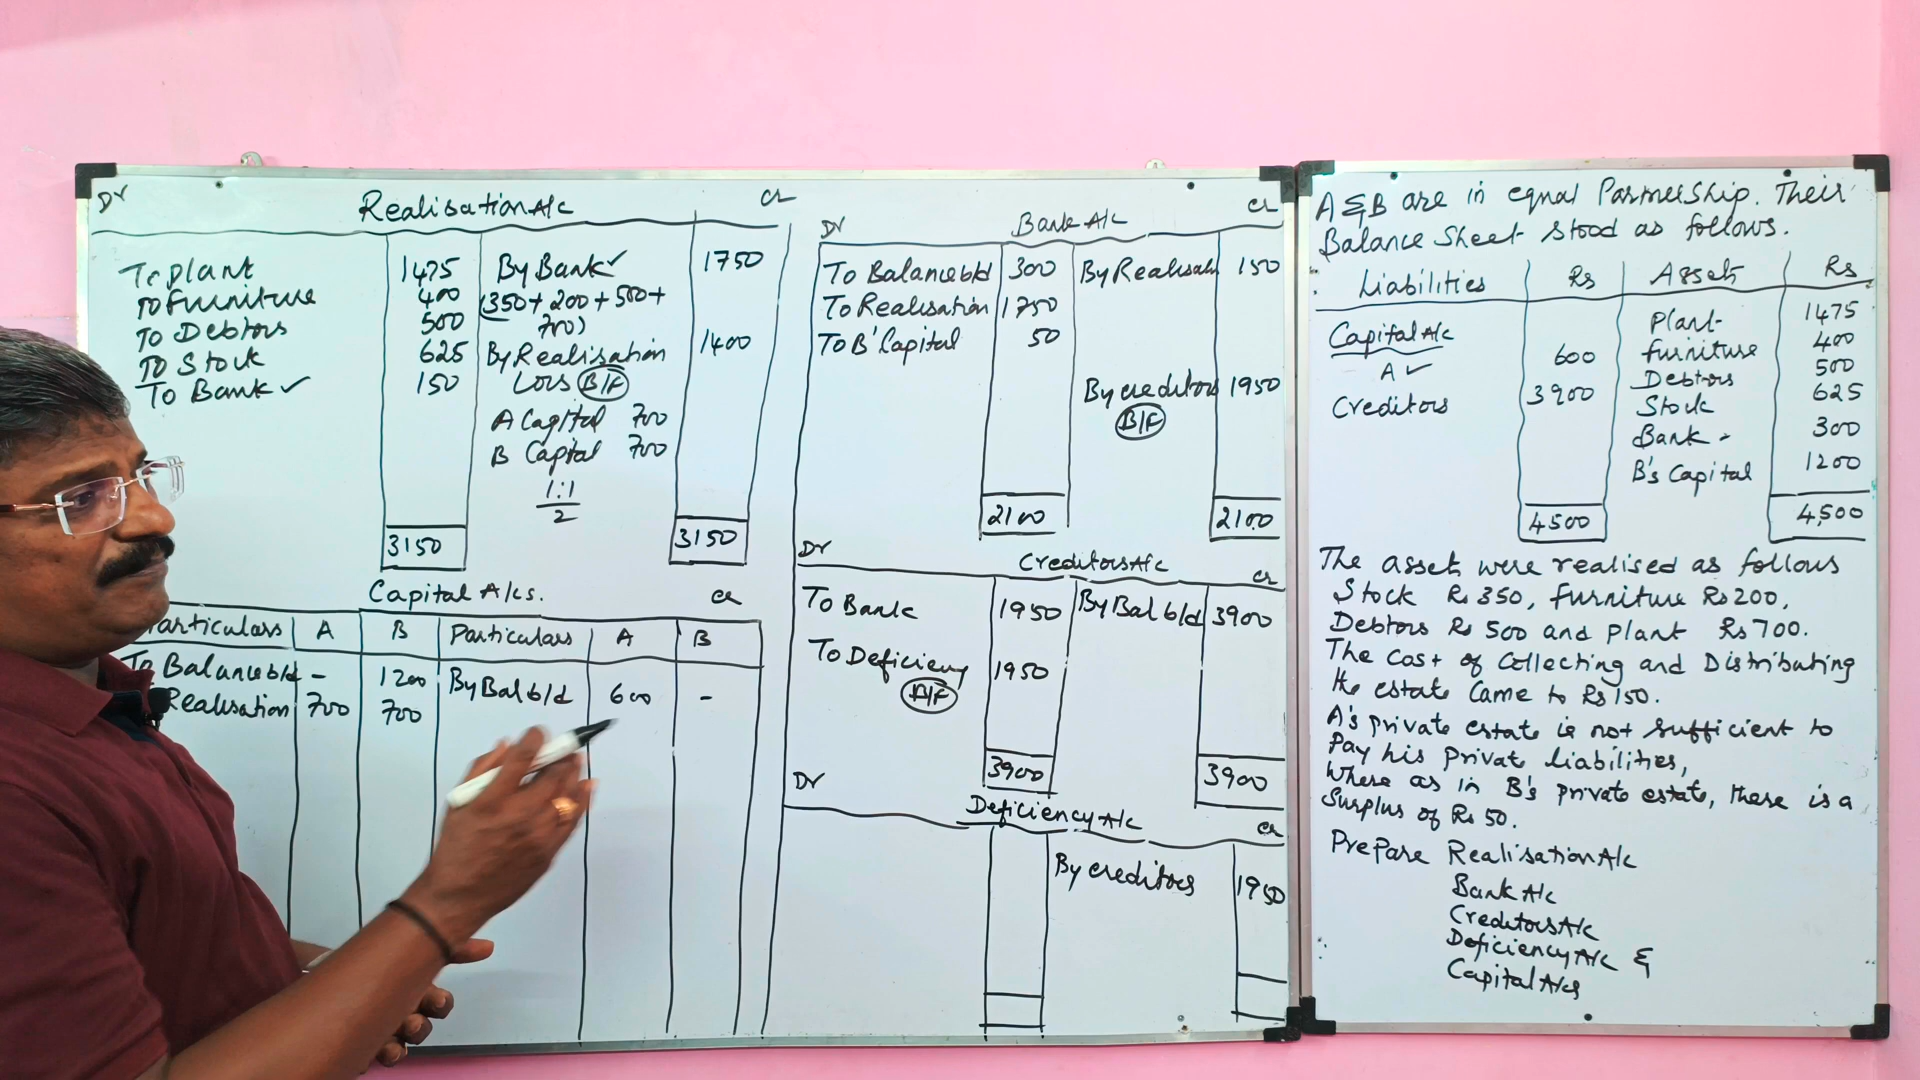 Dr Realisation A/c Cr
To Plant 1475 By Bank ✓ 1750
To Furniture 400 (350 + 200 + 500 +
To Debtors 500 700)
To Stock 625 By Realisation 1400
To Bank ✓ 150 Loss B/F
A Capital 700
B Capital 700
1:1
2
3150 3150
Capital A/cs. Cr
Particulars A B Particulars A B
To Balance b/d - 1200 By Bal b/d 600 -
Realisation 700 700
Dr Bank A/c Cr
To Balance b/d 300 By Realisa 150
To Realisation 1750
To B' Capital 50
By creditors 1950
B/F
2100 2100
Dr Creditors A/c Cr
To Bank 1950 By Bal b/d 3900
To Deficiency 1950
B/F
3900 3900
Dr Deficiency A/c Cr
By creditors 1950
A & B are in equal Partnership. Their
Balance Sheet stood as follows.
Liabilities Rs Assets Rs
Capital A/c Plant 1475
A ✓ 600 Furniture 400
Creditors 3900 Debtors 500
Stock 625
Bank - 300
B's Capital 1200
4500 4,500
The assets were realised as follows
Stock Rs 350, Furniture Rs 200,
Debtors Rs 500 and Plant Rs 700.
The Cost of Collecting and Distributing
the estate Came to Rs 150.
A's private estate is not sufficient to
Pay his Private liabilities,
Where as in B's private estate, there is a
Surplus of Rs 50.
Prepare Realisation A/c
Bank A/c
Creditors A/c
Deficiency A/c &
Capital A/cs